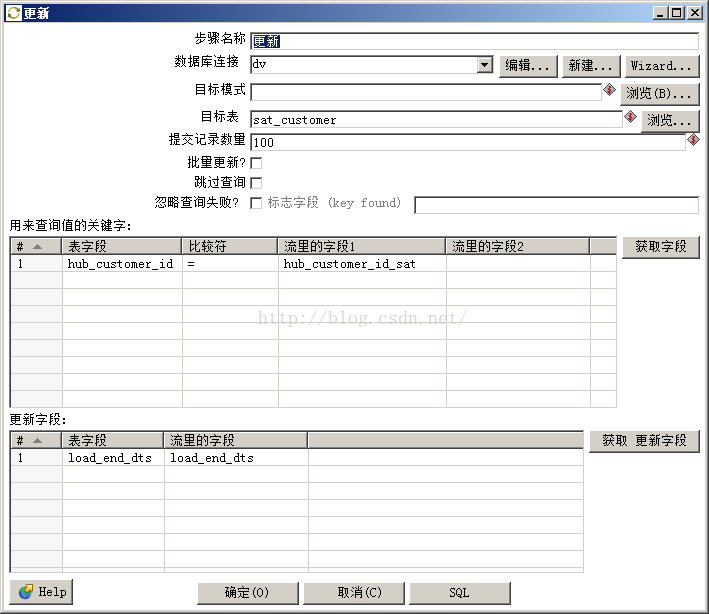 更新
步骤名称 更新
数据库连接 dv 编辑... 新建... Wizard...
目标模式 浏览(B)...
目标表 sat_customer 浏览...
提交记录数量 100
批量更新?
跳过查询
忽略查询失败? 标志字段 (key found)
用来查询值的关键字:
# 表字段 比较符 流里的字段1 流里的字段2 获取字段
1 hub_customer_id = hub_customer_id_sat
http://blog.csdn.net/
更新字段:
# 表字段 流里的字段 获取 更新字段
1 load_end_dts load_end_dts
Help 确定(O) 取消(C) SQL